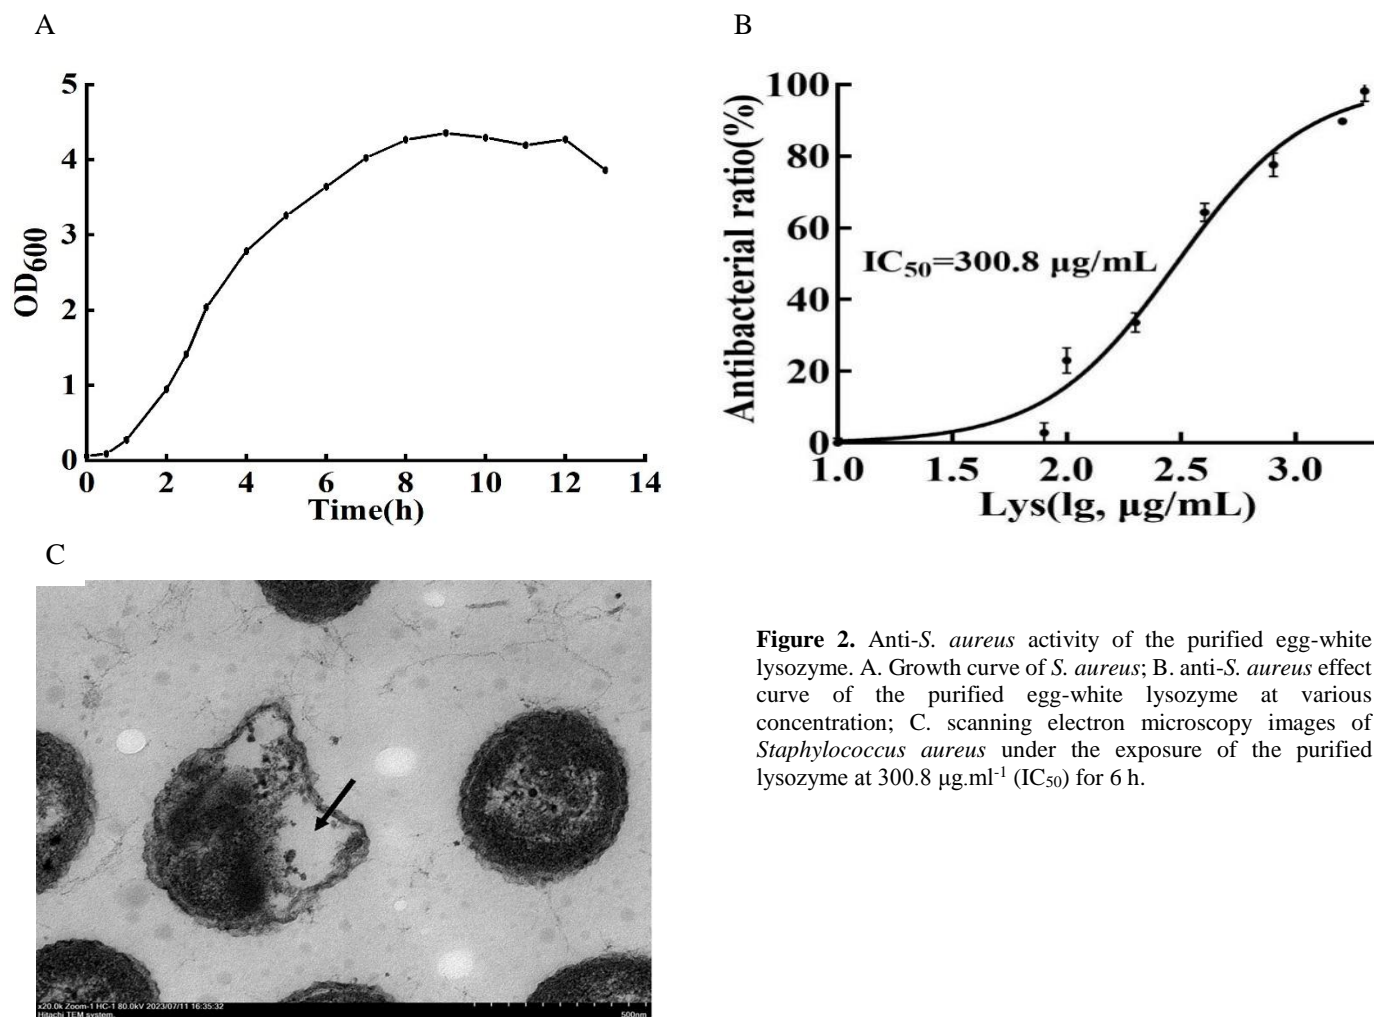 A
B
5
4
3
2
1
0
OD600
0 2 4 6 8 10 12 14
Time(h)
100
80
60
40
20
0
Antibacterial ratio(%)
IC50=300.8 μg/mL
1.0 1.5 2.0 2.5 3.0
Lys(lg, μg/mL)
C
x20.0k Zoom-1 HC-1 80.0kV 2023/07/11 16:35:32
Hitachi TEM system.
500nm
Figure 2. Anti-S. aureus activity of the purified egg-white
lysozyme. A. Growth curve of S. aureus; B. anti-S. aureus effect
curve of the purified egg-white lysozyme at various
concentration; C. scanning electron microscopy images of
Staphylococcus aureus under the exposure of the purified
lysozyme at 300.8 μg.ml-1 (IC50) for 6 h.